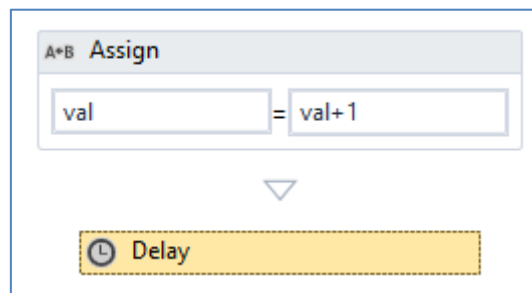 A+B Assign
val = val+1
Delay